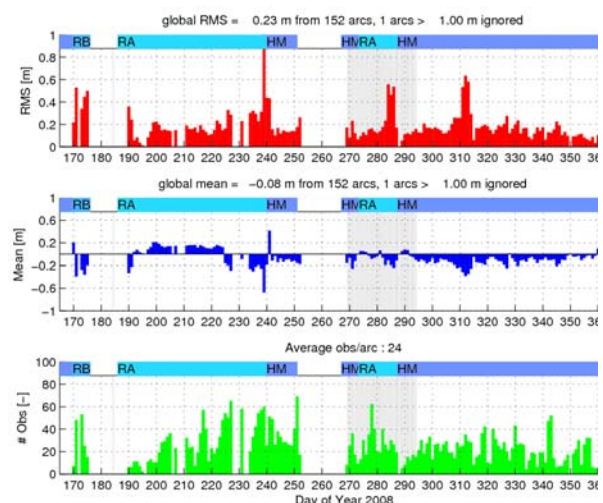 global RMS = 0.23 m from 152 arcs, 1 arcs > 1.00 m ignored
RB RA HM HM RA HM
RMS [m]
1
0.8
0.6
0.4
0.2
0
170 180 190 200 210 220 230 240 250 260 270 280 290 300 310 320 330 340 350 36
global mean = −0.08 m from 152 arcs, 1 arcs > 1.00 m ignored
RB RA HM HM RA HM
Mean [m]
1
0.6
0.2
−0.2
−0.6
−1
170 180 190 200 210 220 230 240 250 260 270 280 290 300 310 320 330 340 350 36
Average obs/arc : 24
RB RA HM HM RA HM
# Obs [-]
100
80
60
40
20
0
170 180 190 200 210 220 230 240 250 260 270 280 290 300 310 320 330 340 350 36
Day of Year 2008